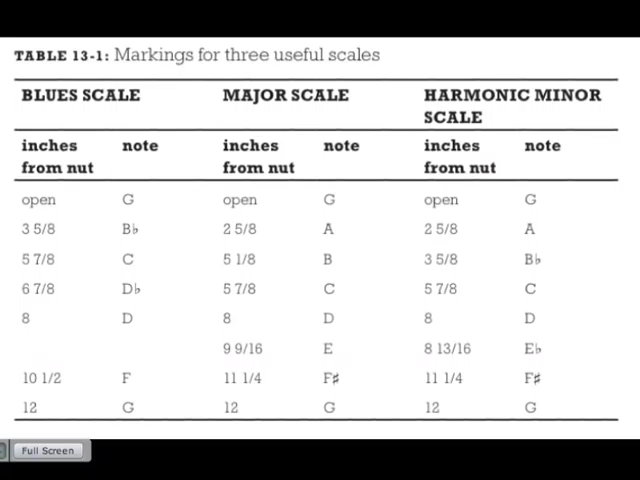 TABLE 13-1: Markings for three useful scales
BLUES SCALE MAJOR SCALE HARMONIC MINOR
SCALE
inches note inches note inches note
from nut from nut from nut
open G open G open G
3 5/8 B♭ 2 5/8 A 2 5/8 A
5 7/8 C 5 1/8 B 3 5/8 B♭
6 7/8 D♭ 5 7/8 C 5 7/8 C
8 D 8 D 8 D
9 9/16 E 8 13/16 E♭
10 1/2 F 11 1/4 F♯ 11 1/4 F♯
12 G 12 G 12 G
Full Screen